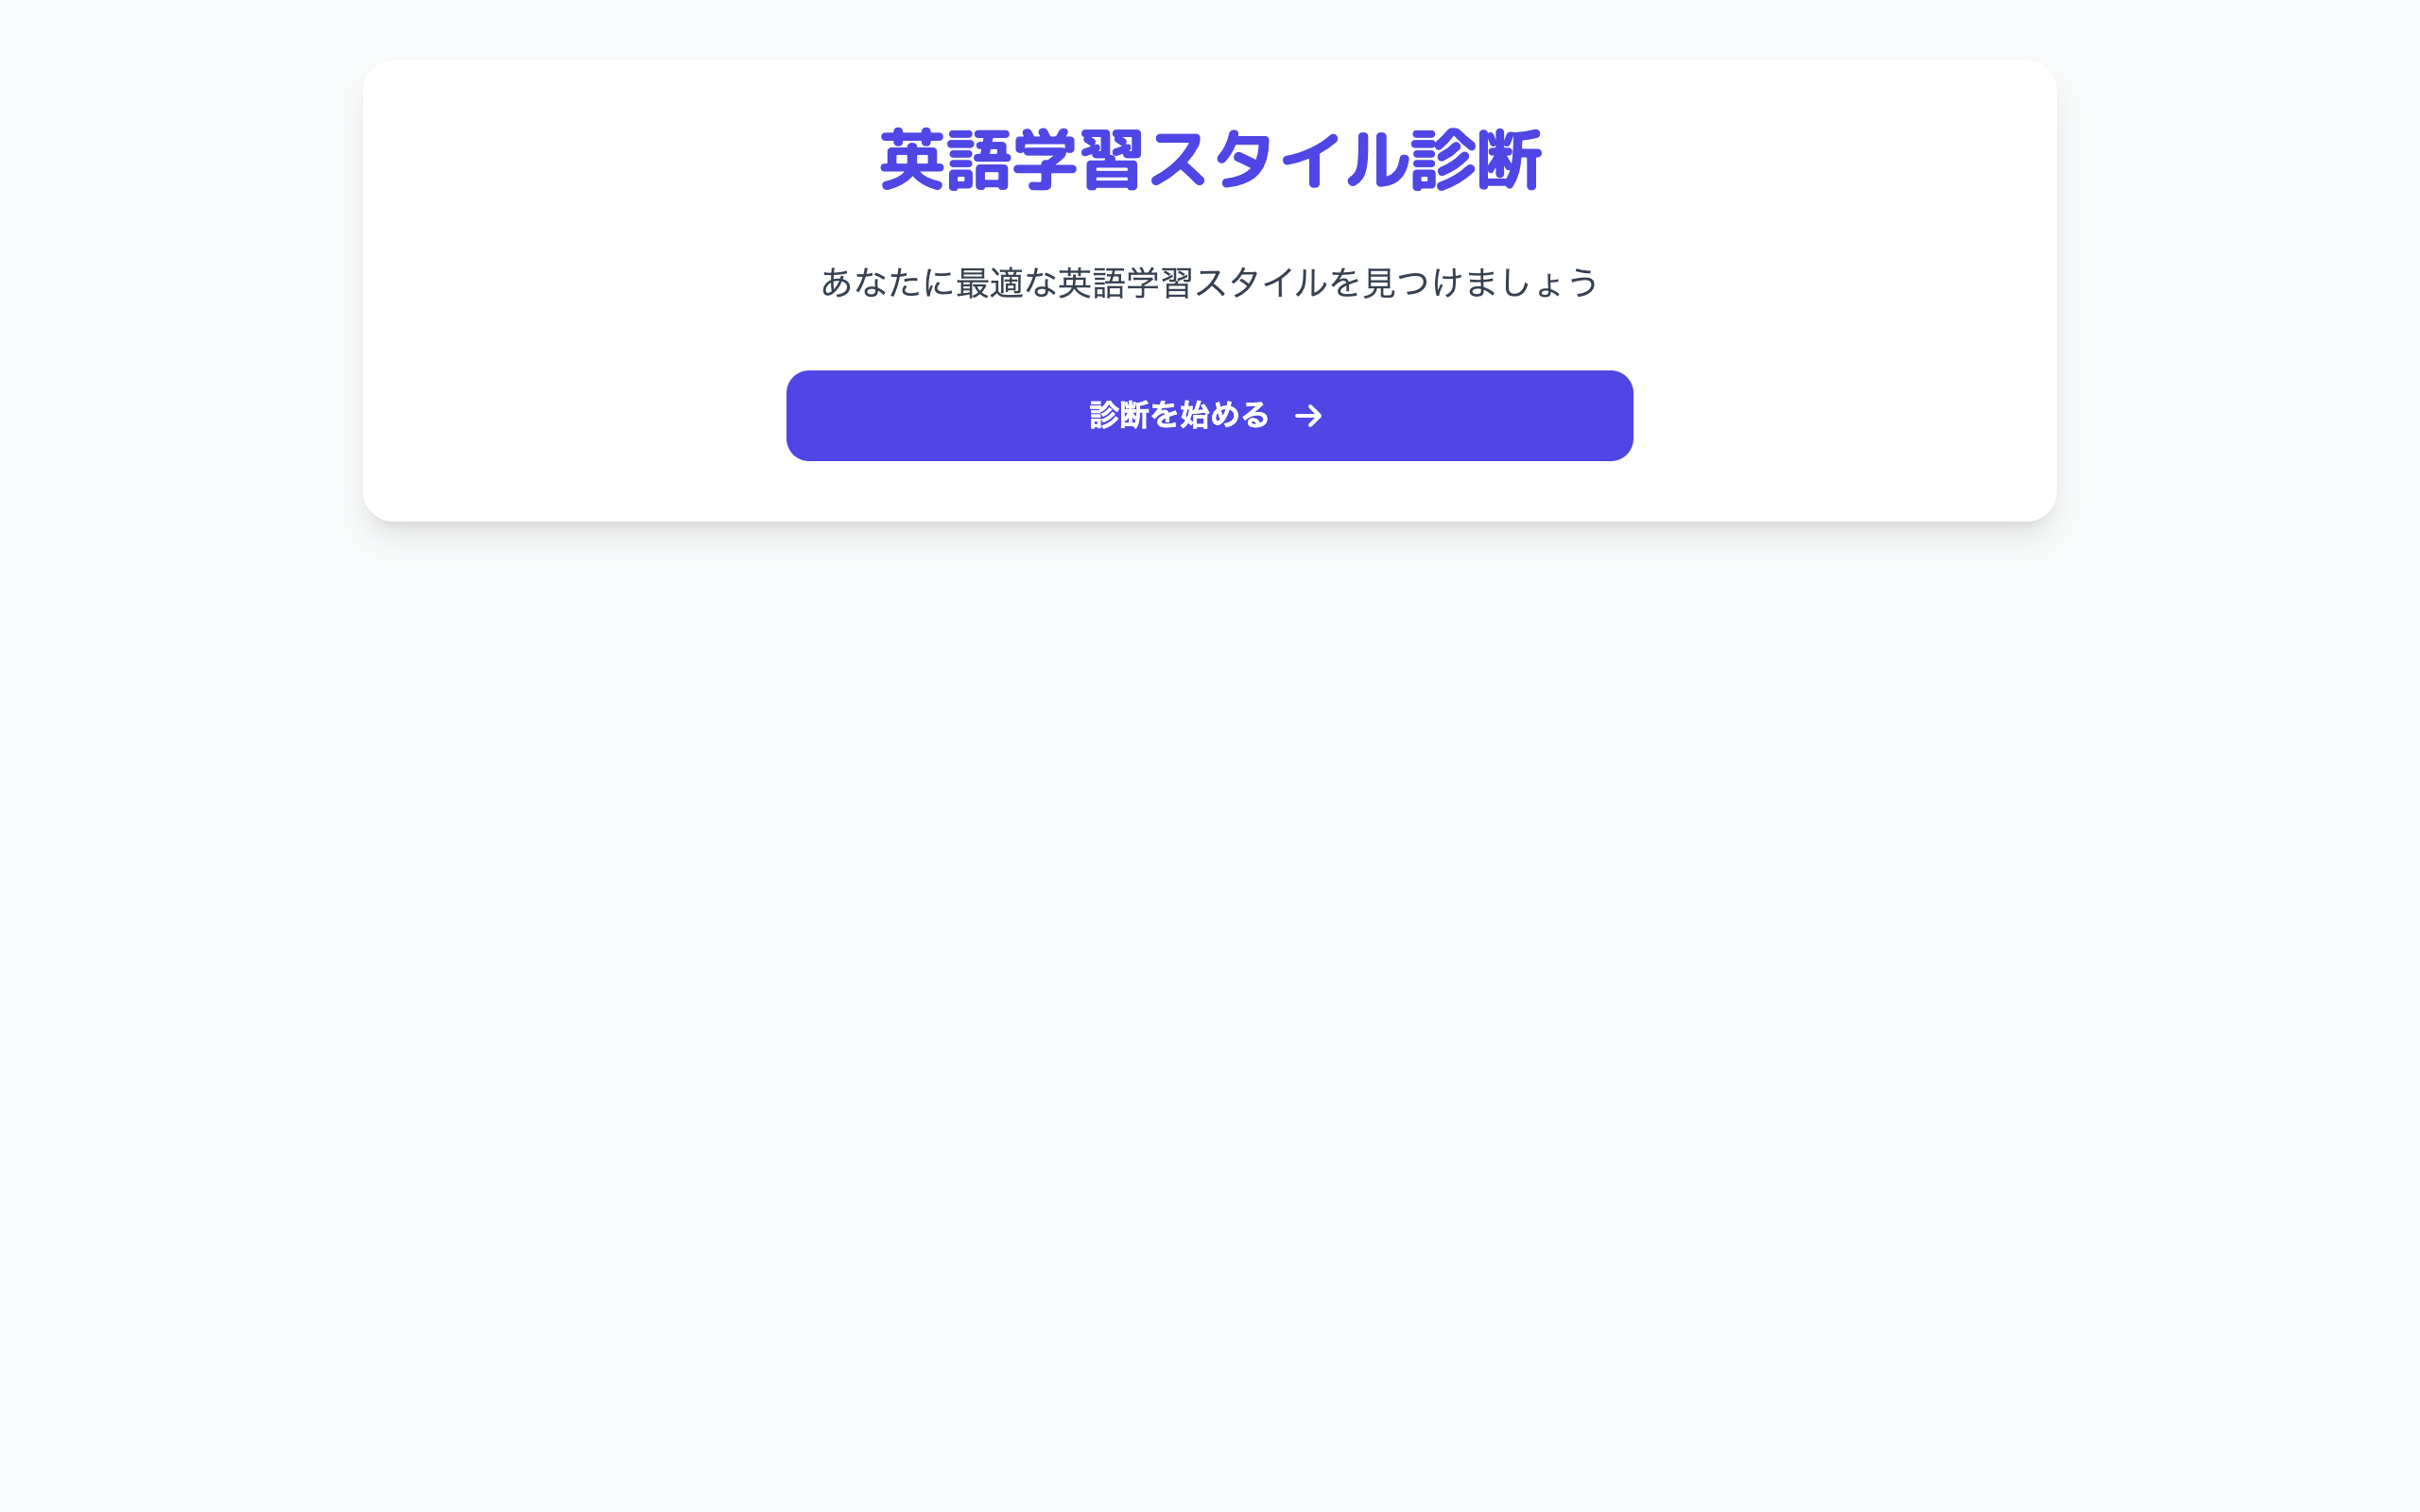 英語学習スタイル診断
あなたに最適な英語学習スタイルを見つけましょう
診断を始める →